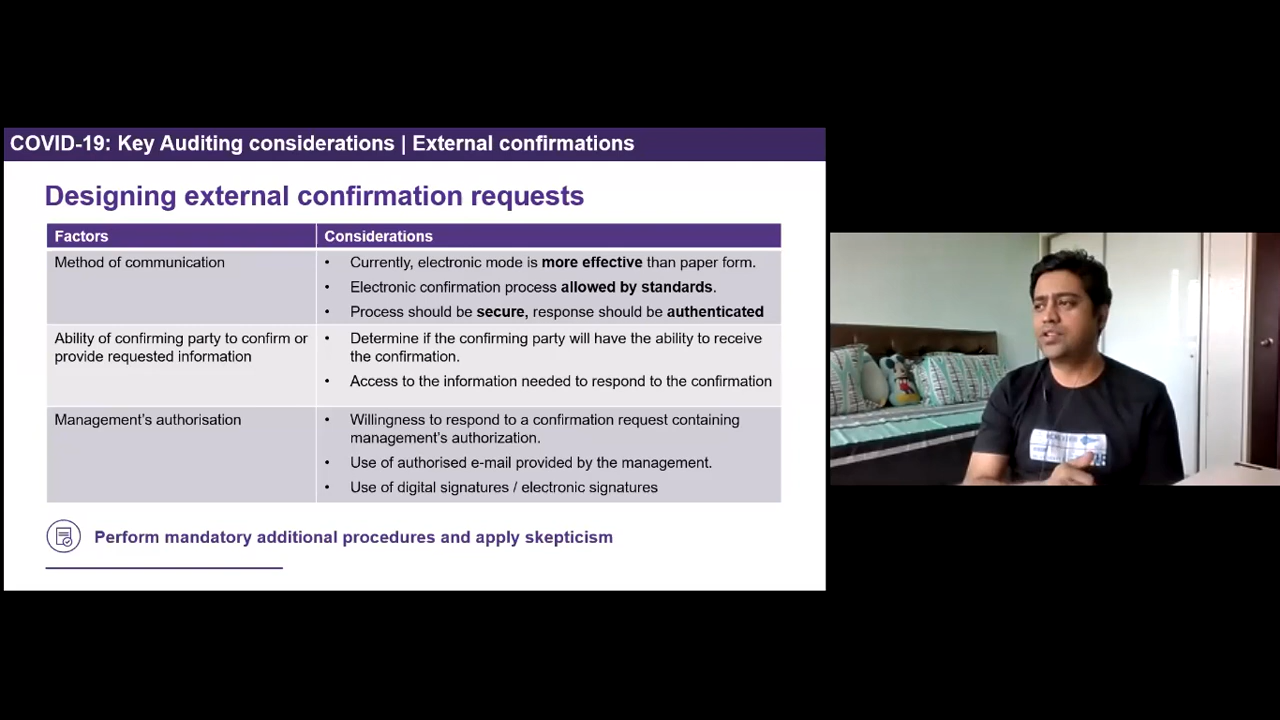 COVID-19: Key Auditing considerations | External confirmations
Designing external confirmation requests
Factors
Considerations
Method of communication
• Currently, electronic mode is more effective than paper form.
• Electronic confirmation process allowed by standards.
• Process should be secure, response should be authenticated
Ability of confirming party to confirm or
provide requested information
• Determine if the confirming party will have the ability to receive
the confirmation.
• Access to the information needed to respond to the confirmation
Management’s authorisation
• Willingness to respond to a confirmation request containing
management’s authorization.
• Use of authorised e-mail provided by the management.
• Use of digital signatures / electronic signatures
Perform mandatory additional procedures and apply skepticism